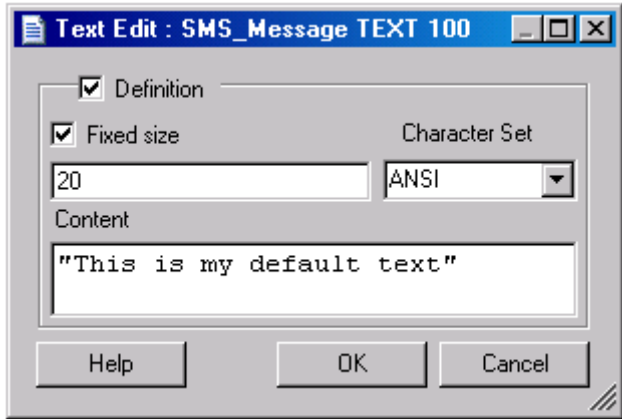 Text Edit : SMS_Message TEXT 100
Definition
Fixed size Character Set
20 ANSI
Content
"This is my default text"
Help OK Cancel